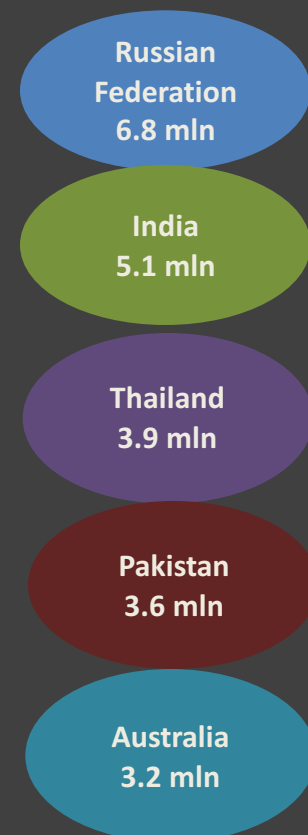 Russian
Federation
6.8 mln
India
5.1 mln
Thailand
3.9 mln
Pakistan
3.6 mln
Australia
3.2 mln